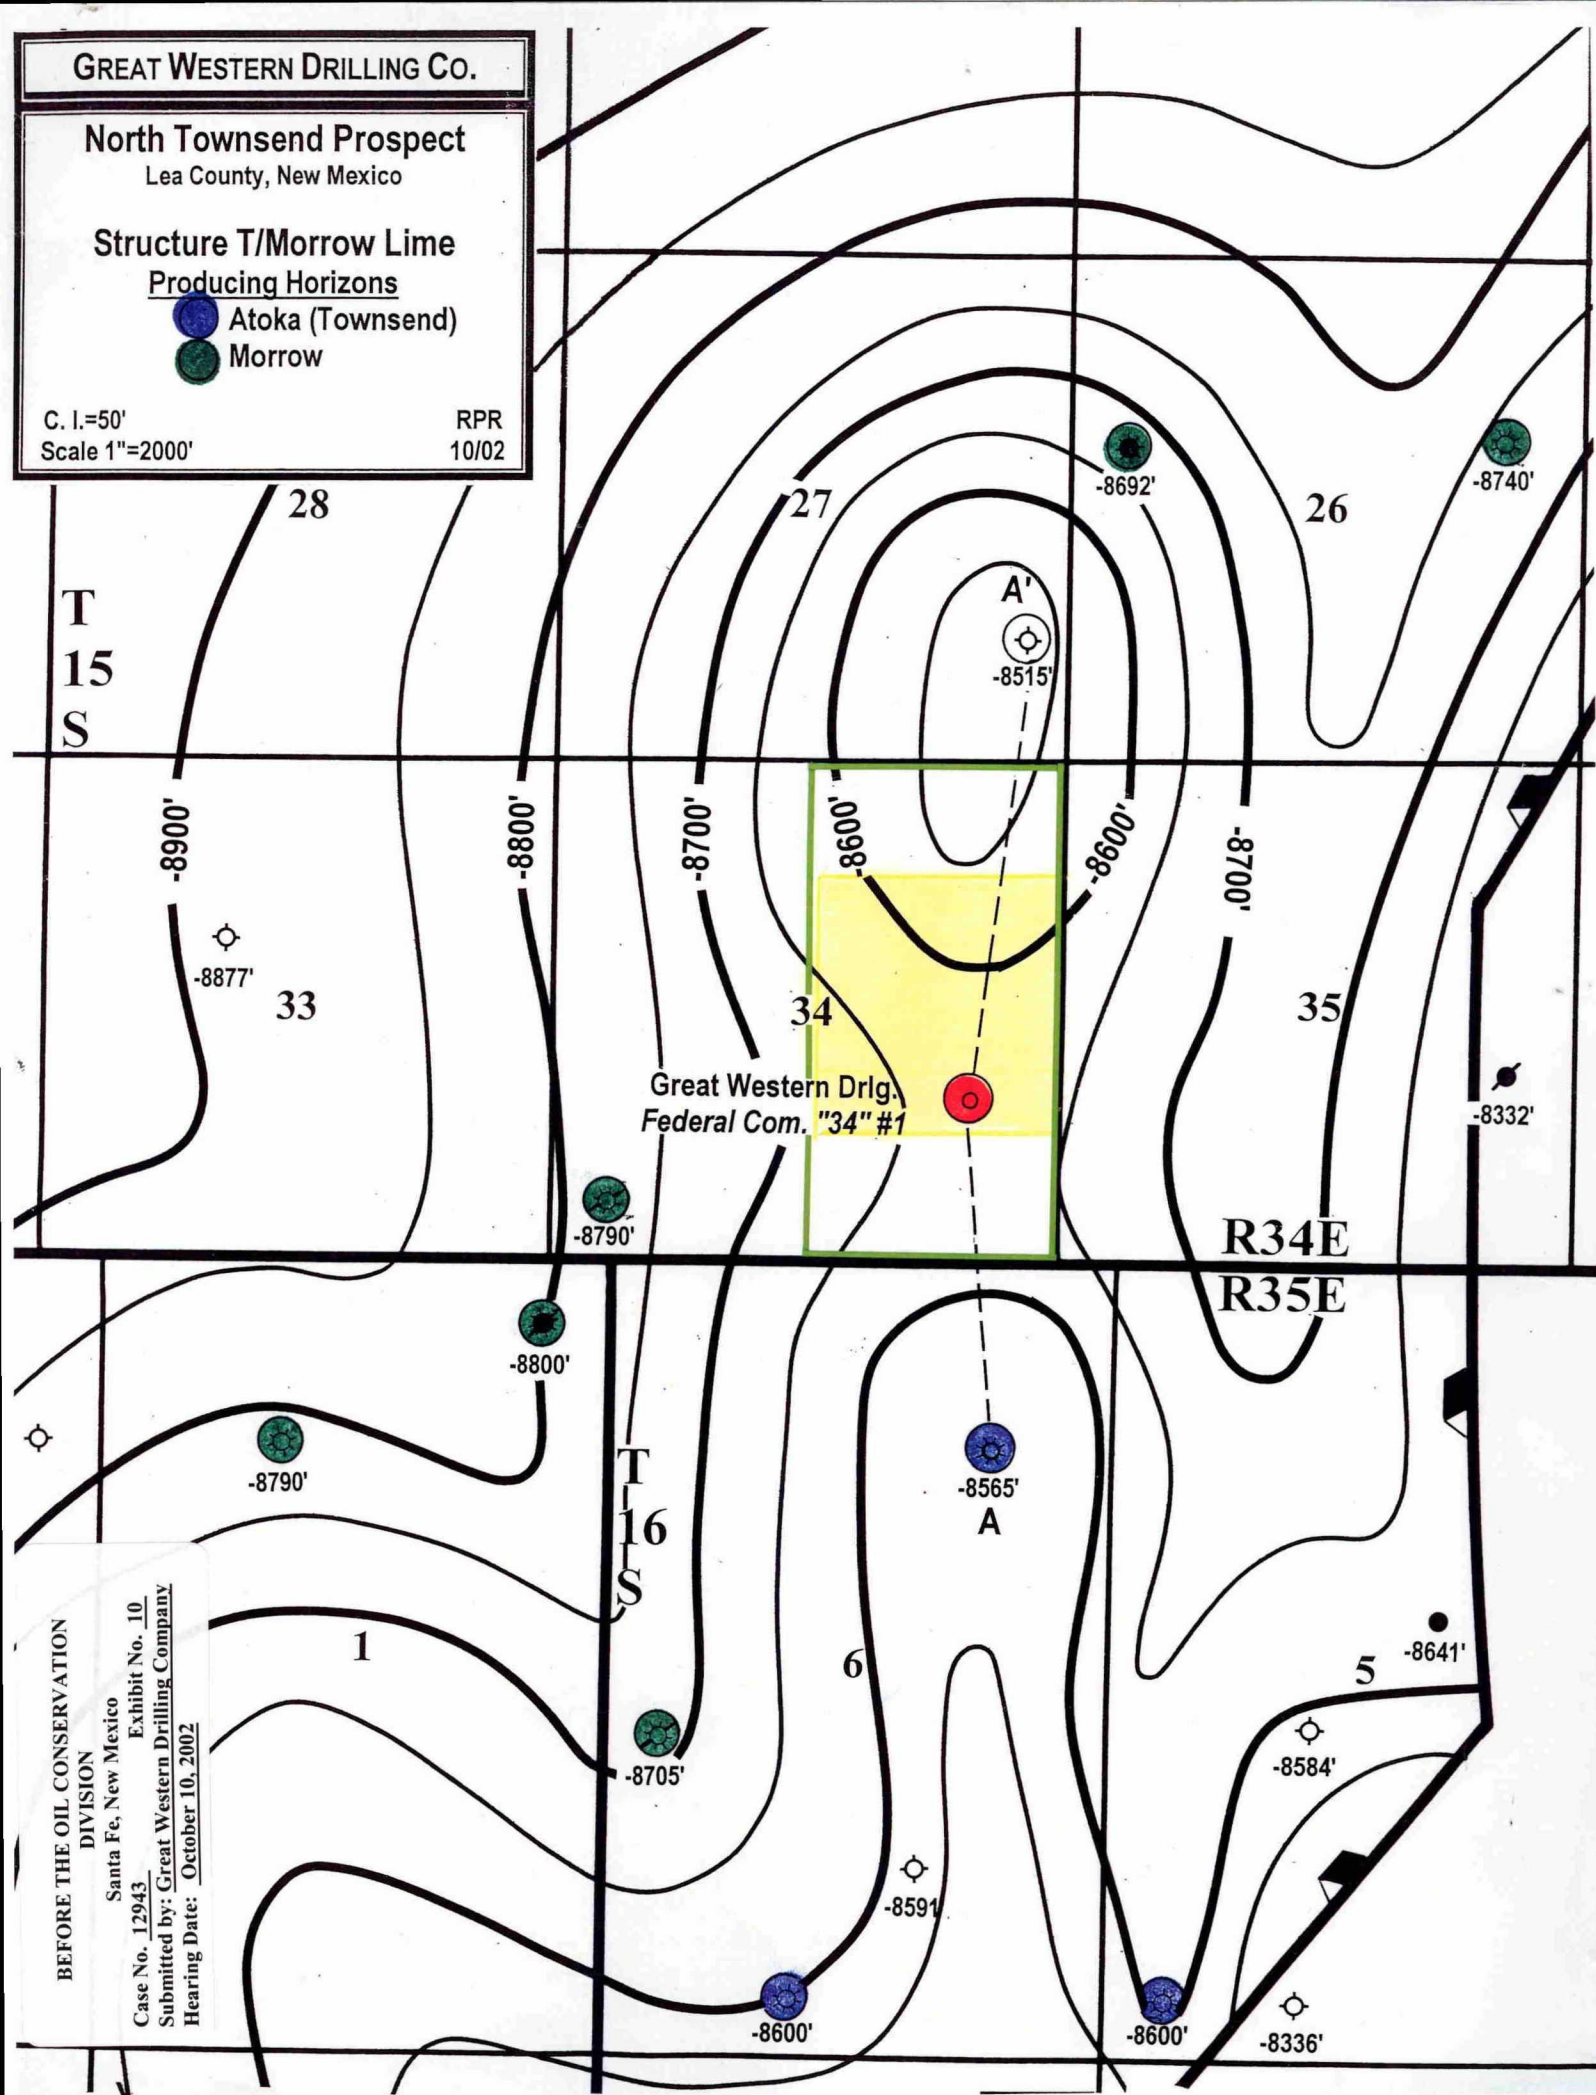 GREAT WESTERN DRILLING CO.
North Townsend Prospect
Lea County, New Mexico
Structure T/Morrow Lime
Producing Horizons
Atoka (Townsend)
Morrow
C. I.=50' RPR
Scale 1"=2000' 10/02
28
27
26
-8692'
-8740'
T
15
S
A'
-8515'
-8900'
-8800'
-8700'
-8600'
-8600'
-8700'
-8877'
33
34
35
Great Western Drlg.
Federal Com. "34" #1
-8332'
-8790'
R34E
R35E
-8800'
-8790'
T
16
S
-8565'
A
1
6
5
-8641'
-8705'
-8584'
-8591
-8600'
-8600'
-8336'
BEFORE THE OIL CONSERVATION
DIVISION
Santa Fe, New Mexico
Case No. 12943 Exhibit No. 10
Submitted by: Great Western Drilling Company
Hearing Date: October 10, 2002